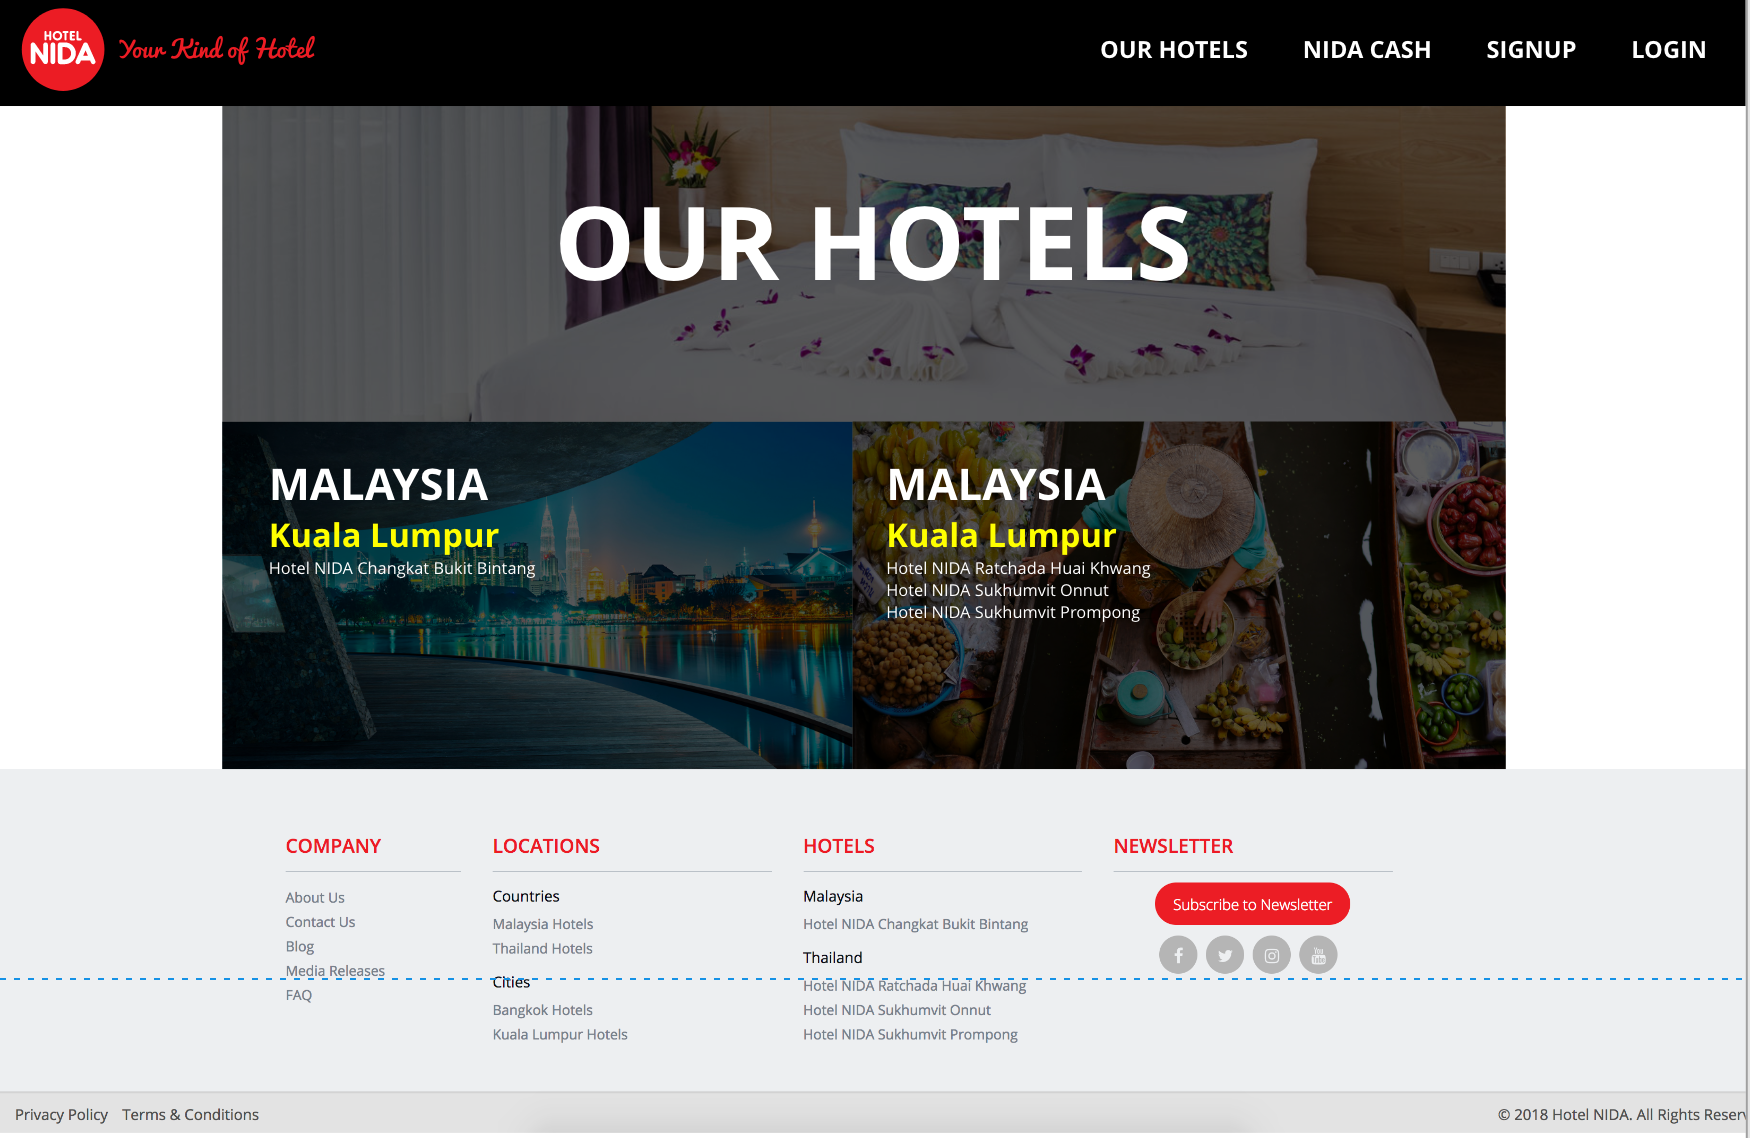 HOTEL
NIDA
Your Kind of Hotel
OUR HOTELS
NIDA CASH
SIGNUP
LOGIN
OUR HOTELS
MALAYSIA
Kuala Lumpur
Hotel NIDA Changkat Bukit Bintang
MALAYSIA
Kuala Lumpur
Hotel NIDA Ratchada Huai Khwang
Hotel NIDA Sukhumvit Onnut
Hotel NIDA Sukhumvit Prompong
COMPANY
About Us
Contact Us
Blog
Media Releases
FAQ
LOCATIONS
Countries
Malaysia Hotels
Thailand Hotels
Cities
Bangkok Hotels
Kuala Lumpur Hotels
HOTELS
Malaysia
Hotel NIDA Changkat Bukit Bintang
Thailand
Hotel NIDA Ratchada Huai Khwang
Hotel NIDA Sukhumvit Onnut
Hotel NIDA Sukhumvit Prompong
NEWSLETTER
Subscribe to Newsletter
You
Tube
Privacy Policy
Terms & Conditions
© 2018 Hotel NIDA. All Rights Reserv